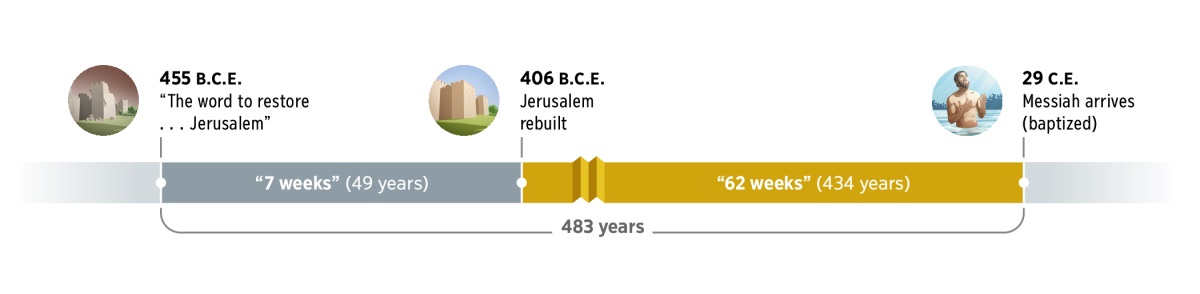 455 B.C.E.
“The word to restore
. . . Jerusalem”
406 B.C.E.
Jerusalem
rebuilt
29 C.E.
Messiah arrives
(baptized)
“7 weeks” (49 years)
“62 weeks” (434 years)
483 years